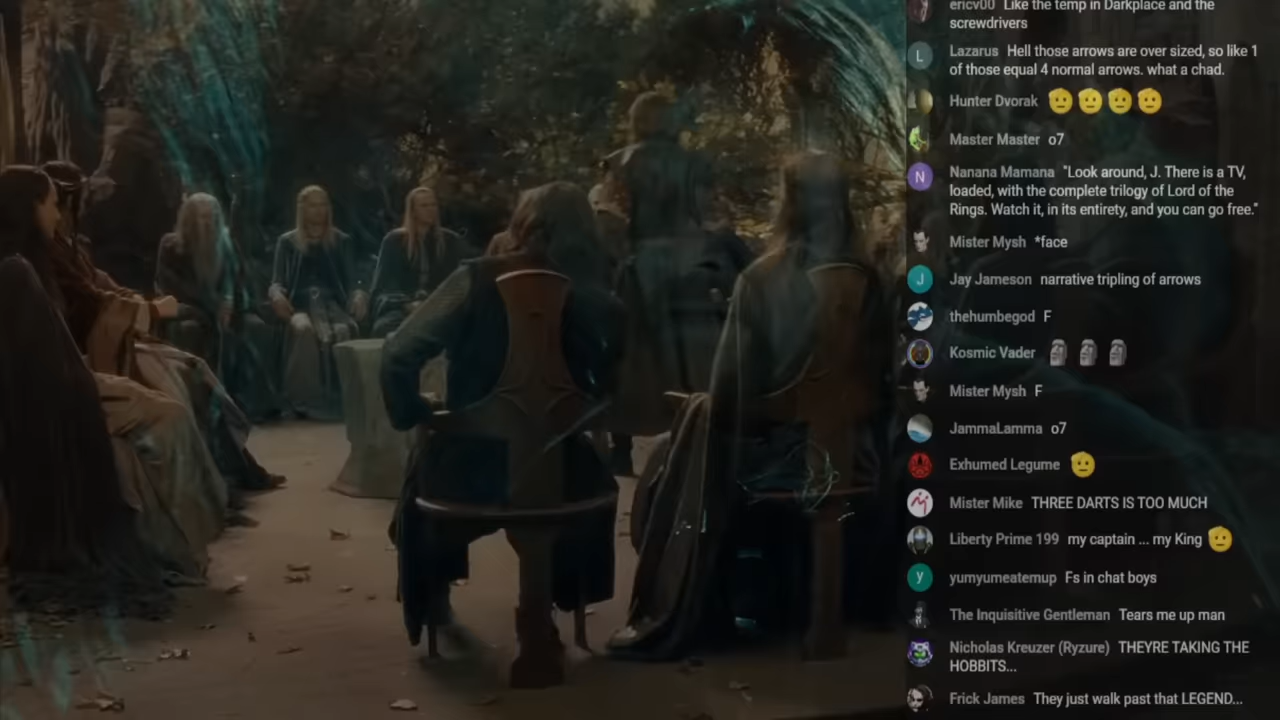 ericv00 Like the temp in Darkplace and the
screwdrivers
L Lazarus Hell those arrows are over sized, so like 1
of those equal 4 normal arrows. what a chad.
Hunter Dvorak
Master Master o7
N Nanana Mamana "Look around, J. There is a TV,
loaded, with the complete trilogy of Lord of the
Rings. Watch it, in its entirety, and you can go free."
Mister Mysh *face
J Jay Jameson narrative tripling of arrows
thehumbegod F
Kosmic Vader 🗿🗿🗿
Mister Mysh F
JammaLamma o7
Exhumed Legume
Mister Mike THREE DARTS IS TOO MUCH
Liberty Prime 199 my captain ... my King
y yumyumeatemup Fs in chat boys
The Inquisitive Gentleman Tears me up man
Nicholas Kreuzer (Ryzure) THEYRE TAKING THE
HOBBITS...
Frick James They just walk past that LEGEND...